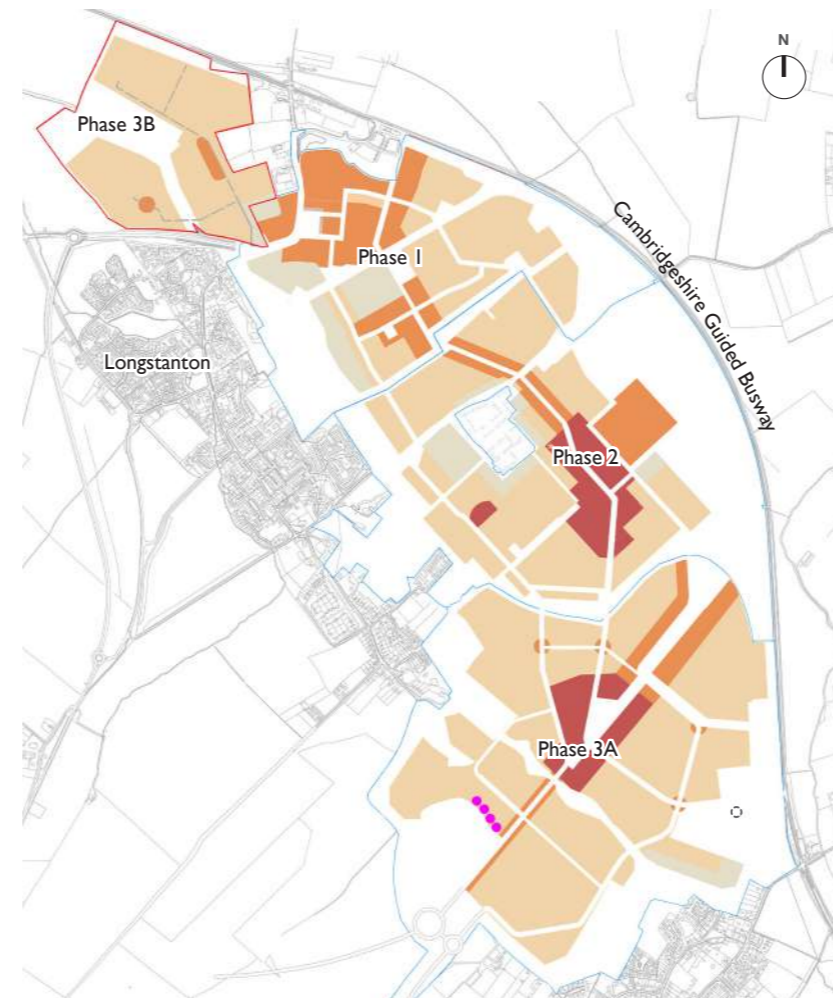 N
Phase 3B
Phase 1
Cambridgeshire Guided Busway
Longstanton
Phase 2
Phase 3A